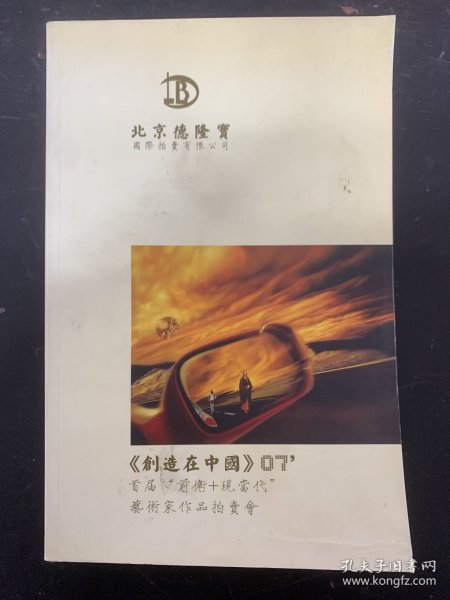 北京德隆寶
國際拍賣有限公司
《創造在中國》07'
首届“前衛+現當代”
藝術家作品拍賣會
孔夫子旧书网
www.kongfz.com